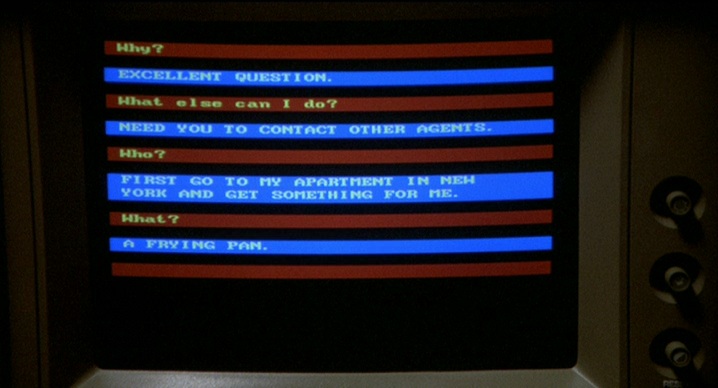 Why?
EXCELLENT QUESTION.
What else can I do?
NEED YOU TO CONTACT OTHER AGENTS.
Who?
FIRST GO TO MY APARTMENT IN NEW
YORK AND GET SOMETHING FOR ME.
What?
A FRYING PAN.